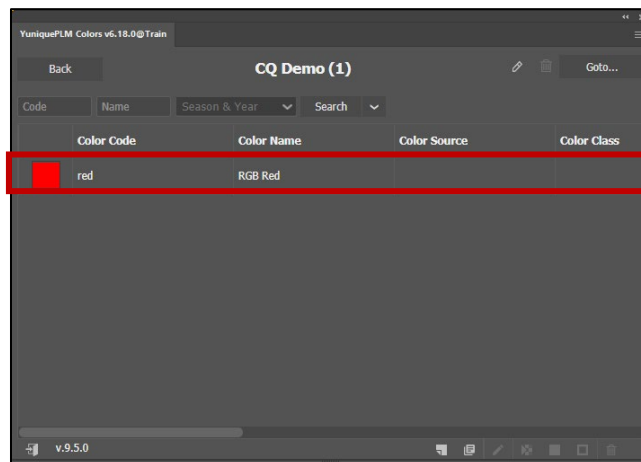 YuniquePLM Colors v6.18.0@Train
Back
CQ Demo (1)
Goto...
Code
Name
Season & Year
Search
Color Code
Color Name
Color Source
Color Class
red
RGB Red
v.9.5.0